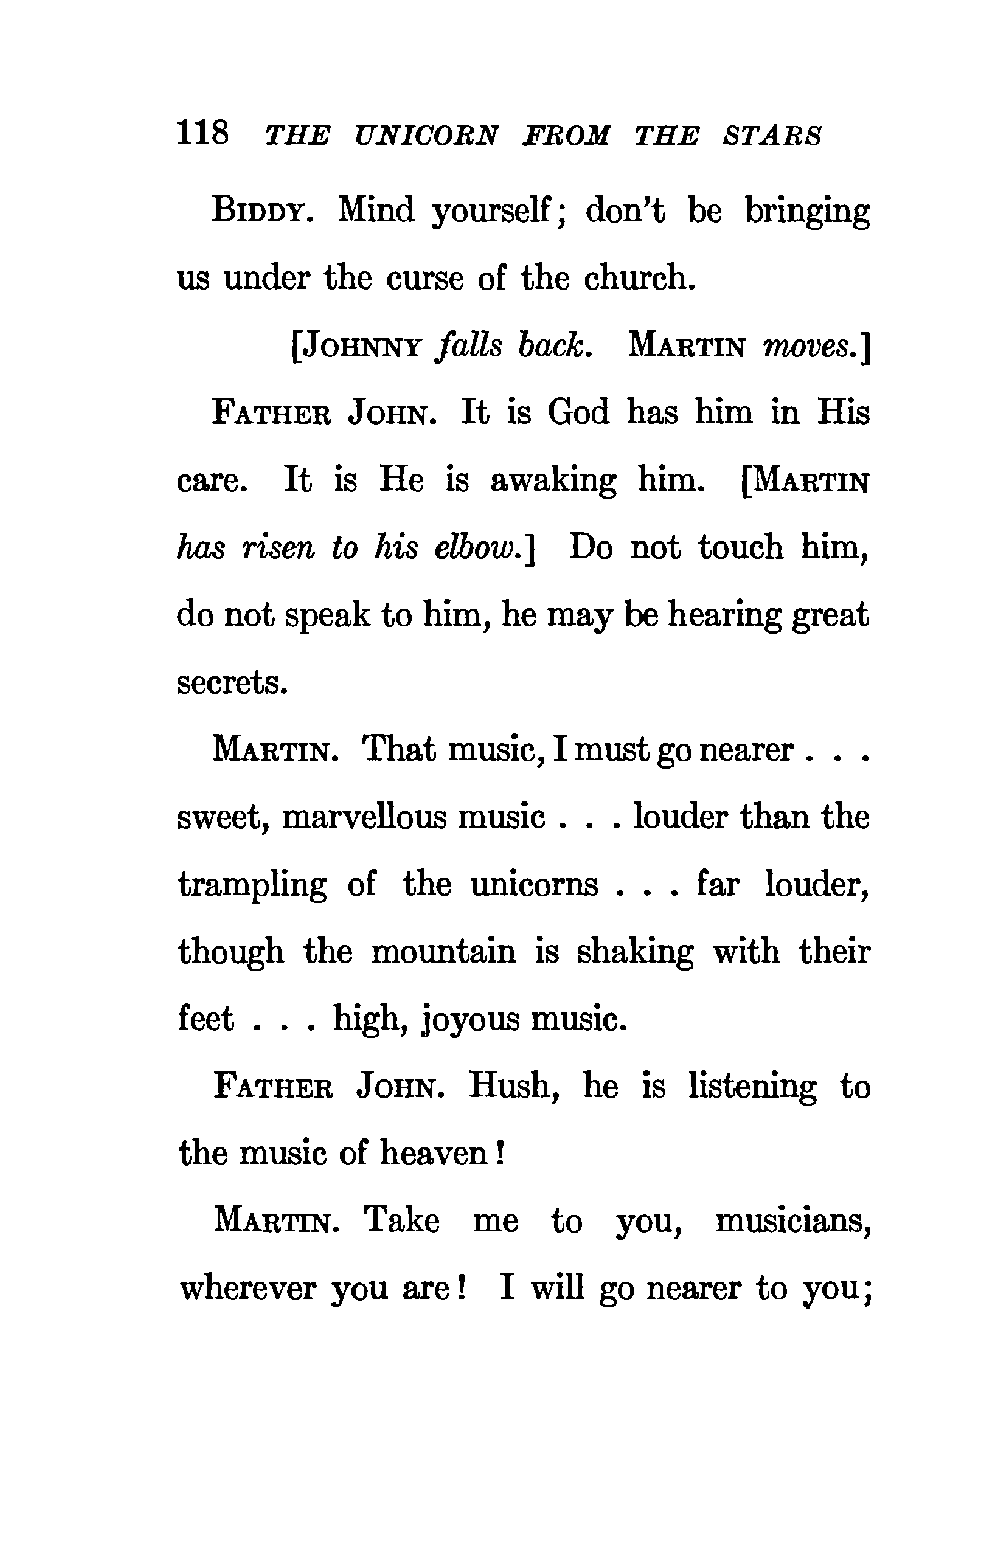 118 THE UNICORN FROM THE STARS
BIDDY. Mind yourself; don't be bringing
us under the curse of the church.
[JOHNNY falls back. MARTIN moves.]
FATHER JOHN. It is God has him in His
care. It is He is awaking him. [MARTIN
has risen to his elbow.] Do not touch him,
do not speak to him, he may be hearing great
secrets.
MARTIN. That music, I must go nearer . . .
sweet, marvellous music . . . louder than the
trampling of the unicorns . . . far louder,
though the mountain is shaking with their
feet . . . high, joyous music.
FATHER JOHN. Hush, he is listening to
the music of heaven!
MARTIN. Take me to you, musicians,
wherever you are! I will go nearer to you;